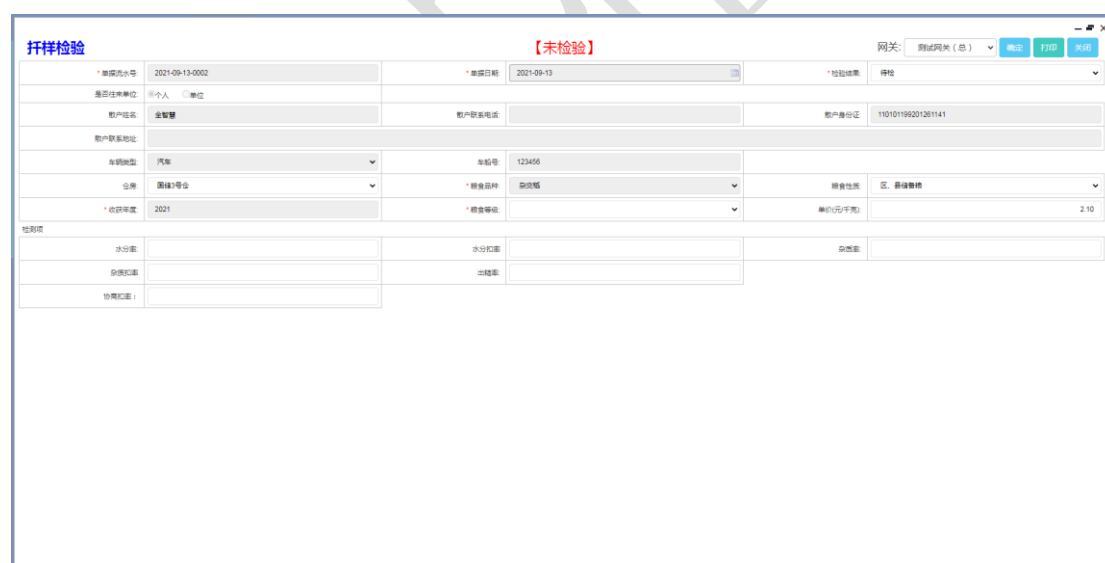 扦样检验 【未检验】 网关: 测试网关(总) 确定 打印 关闭
* 单据流水号: 2021-09-13-0002 * 单据日期: 2021-09-13 * 检验结果: 待检
是否往来单位: 个人 单位
散户姓名: 全智慧 散户联系电话: 散户身份证: 110101199201261141
散户联系地址:
车辆类型: 汽车 车船号: 123456
仓房: 国储3号仓 * 粮食品种: 杂交稻 粮食性质: 区、县储备粮
* 收获年度: 2021 * 粮食等级: 单价(元/千克): 2.10
检测项
水分率: 水分扣率: 杂质率:
杂质扣率: 出糙率:
协商扣率: